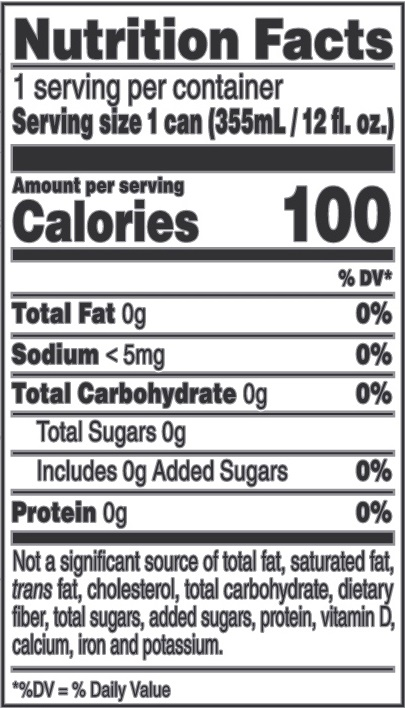 Nutrition Facts
1 serving per container
Serving size 1 can (355mL / 12 fl. oz.)
Amount per serving
Calories 100
% DV*
Total Fat 0g 0%
Sodium < 5mg 0%
Total Carbohydrate 0g 0%
Total Sugars 0g
Includes 0g Added Sugars 0%
Protein 0g 0%
Not a significant source of total fat, saturated fat,
trans fat, cholesterol, total carbohydrate, dietary
fiber, total sugars, added sugars, protein, vitamin D,
calcium, iron and potassium.
*%DV = % Daily Value